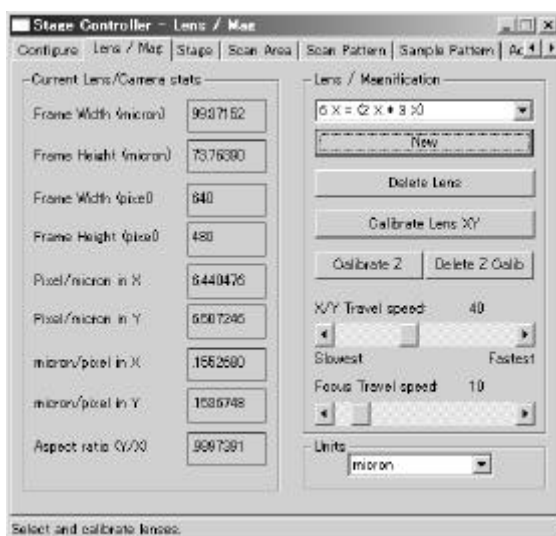 Stage Controller - Lens / Mag
Configure
Lens / Mag
Stage
Scan Area
Scan Pattern
Sample Pattern
Current Lens/Camera stats
Frame Width (micron) 99.37152
Frame Height (micron) 73.76390
Frame Width (pixel) 640
Frame Height (pixel) 480
Pixel/micron in X 6.440476
Pixel/micron in Y 6.507246
micron/pixel in X .1552680
micron/pixel in Y .1536748
Aspect ratio (Y/X) .9897391
Lens / Magnification
6 X = (2 X * 3 X)
New
Delete Lens
Calibrate Lens XY
Calibrate Z
Delete Z Calib
X/Y Travel speed: 40
Slowest Fastest
Focus Travel speed: 10
Units
micron
Select and calibrate lenses.